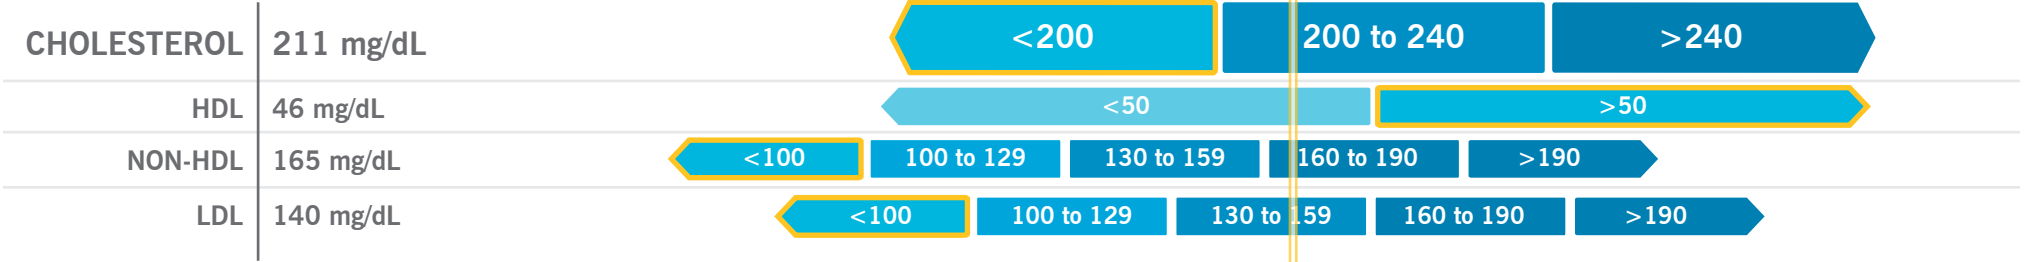 CHOLESTEROL 211 mg/dL <200 200 to 240 >240
HDL 46 mg/dL <50 >50
NON-HDL 165 mg/dL <100 100 to 129 130 to 159 160 to 190 >190
LDL 140 mg/dL <100 100 to 129 130 to 159 160 to 190 >190